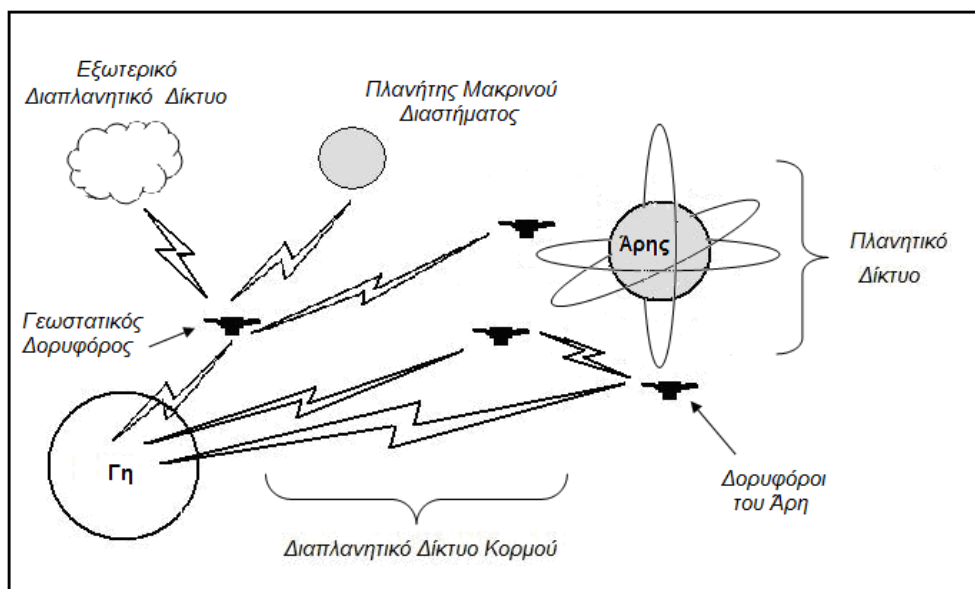 Εξωτερικό
Διαπλανητικό Δίκτυο
Πλανήτης Μακρινού
Διαστήματος
Άρης
Πλανητικό
Δίκτυο
Γεωστατικός
Δορυφόρος
Γη
Δορυφόροι
του Άρη
Διαπλανητικό Δίκτυο Κορμού